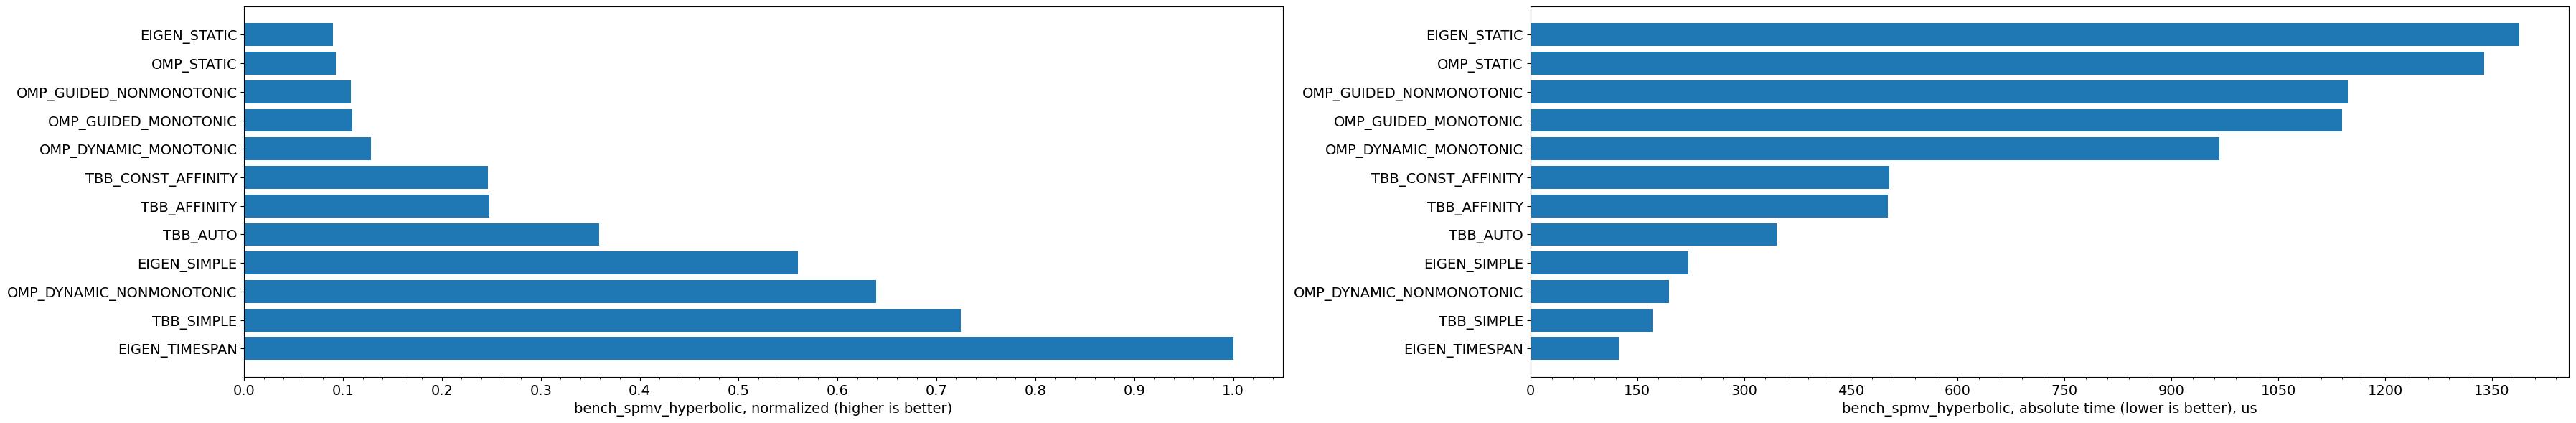 EIGEN_STATIC
OMP_STATIC
OMP_GUIDED_NONMONOTONIC
OMP_GUIDED_MONOTONIC
OMP_DYNAMIC_MONOTONIC
TBB_CONST_AFFINITY
TBB_AFFINITY
TBB_AUTO
EIGEN_SIMPLE
OMP_DYNAMIC_NONMONOTONIC
TBB_SIMPLE
EIGEN_TIMESPAN
0.0 0.1 0.2 0.3 0.4 0.5 0.6 0.7 0.8 0.9 1.0
bench_spmv_hyperbolic, normalized (higher is better)
EIGEN_STATIC
OMP_STATIC
OMP_GUIDED_NONMONOTONIC
OMP_GUIDED_MONOTONIC
OMP_DYNAMIC_MONOTONIC
TBB_CONST_AFFINITY
TBB_AFFINITY
TBB_AUTO
EIGEN_SIMPLE
OMP_DYNAMIC_NONMONOTONIC
TBB_SIMPLE
EIGEN_TIMESPAN
0 150 300 450 600 750 900 1050 1200 1350
bench_spmv_hyperbolic, absolute time (lower is better), us